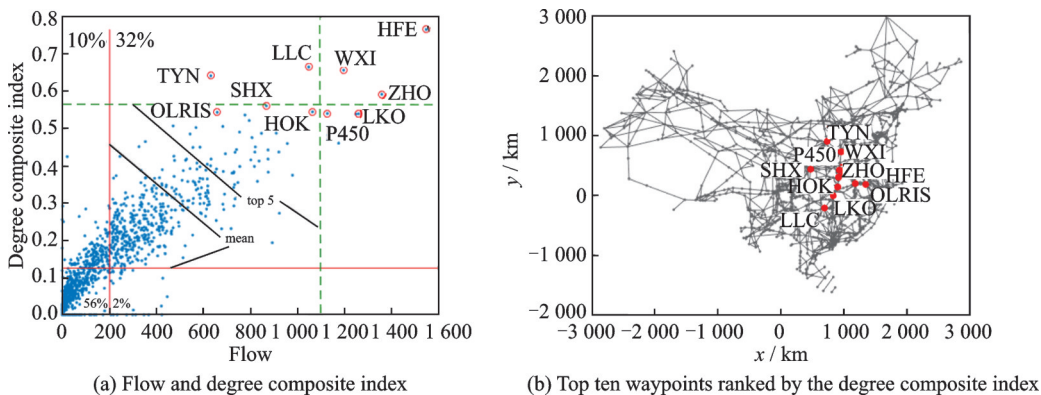 0.8
0.7
0.6
0.5
0.4
0.3
0.2
0.1
0.0
Degree composite index
10% 32%
HFE
LLC
WXI
TYN
ZHO
SHX
OLRIS
HOK
LKO
P450
top 5
mean
56% 2%
0 200 400 600 800 1 000 1 200 1 400 1 600
Flow
(a) Flow and degree composite index
3 000
2 000
1 000
0
-1 000
-2 000
y / km
TYN
P450 WXI
SHX ZHO
HOK HFE
OLRIS
LKO
LLC
-3 000 -2 000 -1 000 0 1 000 2 000 3 000
x / km
(b) Top ten waypoints ranked by the degree composite index